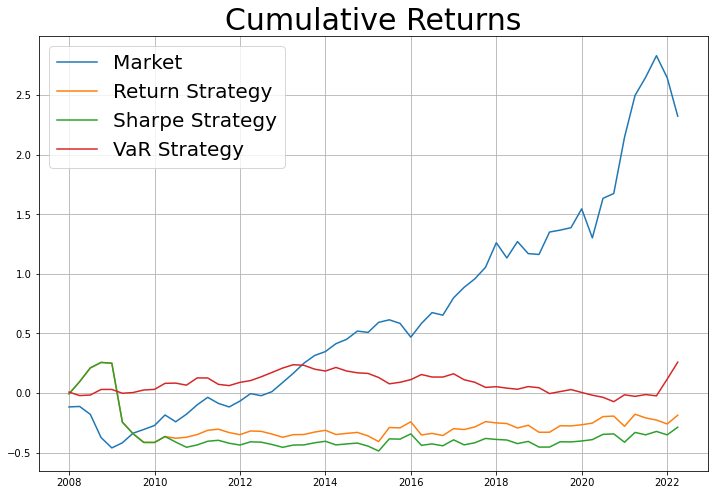 Cumulative Returns
Market
Return Strategy
Sharpe Strategy
VaR Strategy
2.5
2.0
1.5
1.0
0.5
0.0
−0.5
2008 2010 2012 2014 2016 2018 2020 2022